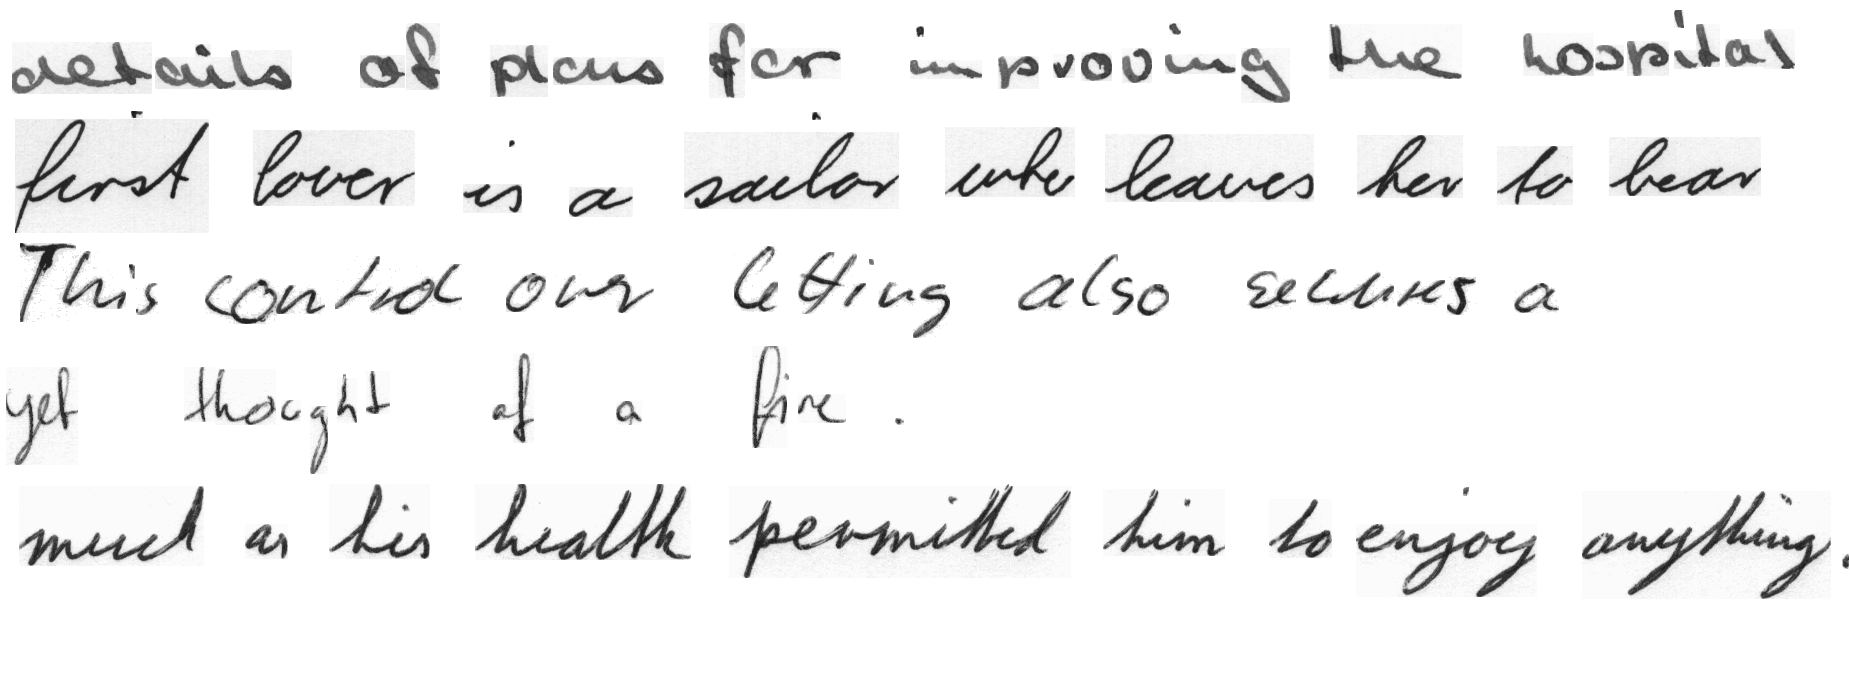 details of plans for improving the hospital
first lover is a sailor who leaves her to bear
This control over letting also secures a
yet thought of a fire .
much as his health permitted him to enjoy anything .